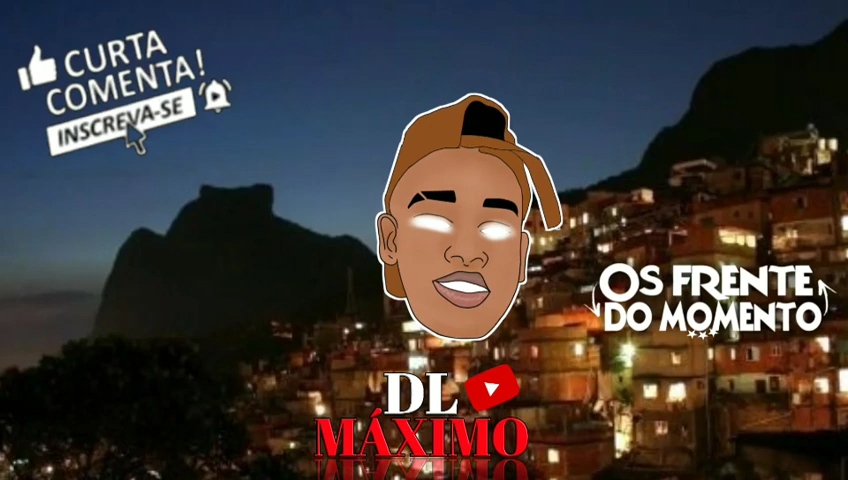 CURTA
COMENTA!
INSCREVA-SE
OS FRENTE
DO MOMENTO
DL
MÁXIMO